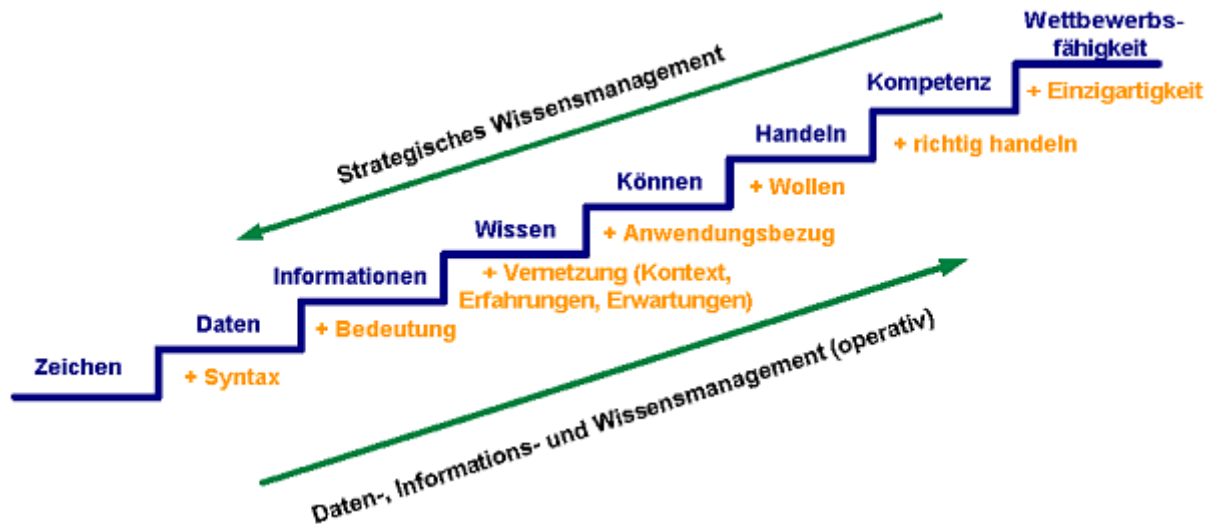 Wettbewerbs-
fähigkeit
+ Einzigartigkeit
Kompetenz
+ richtig handeln
Handeln
+ Wollen
Können
+ Anwendungsbezug
Wissen
+ Vernetzung (Kontext,
Erfahrungen, Erwartungen)
Informationen
+ Bedeutung
Daten
+ Syntax
Zeichen
Strategisches Wissensmanagement
Daten-, Informations- und Wissensmanagement (operativ)